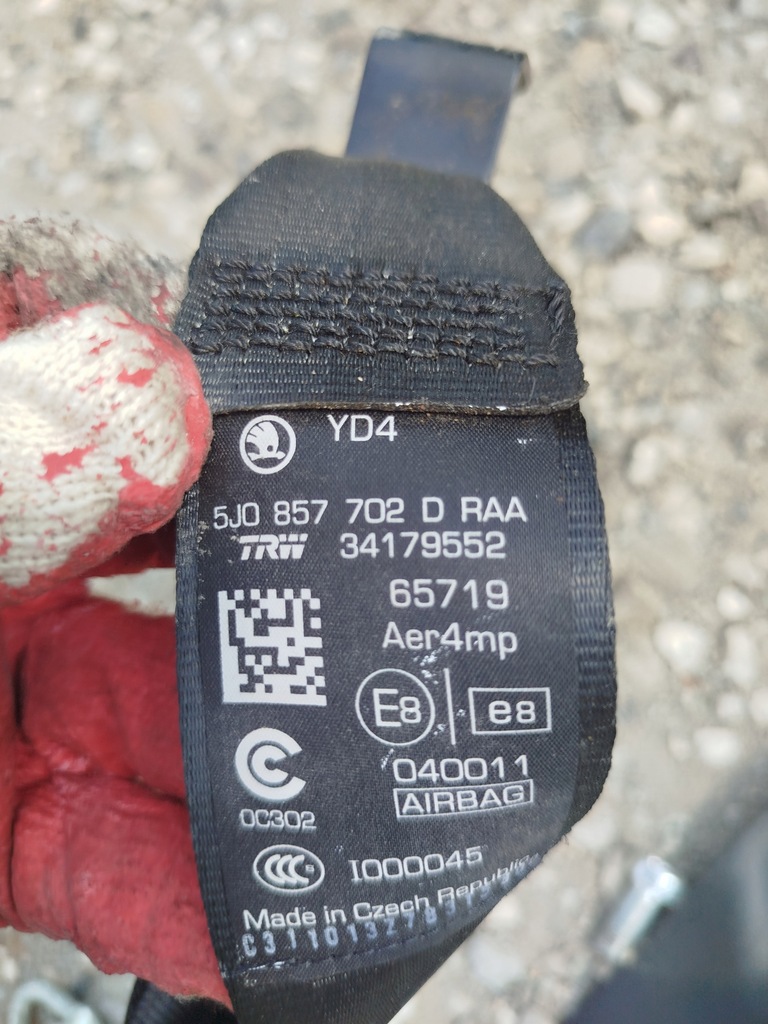 YD4
5J0 857 702 D RAA
TRW 34179552
65719
Aer4mp
E8 e8
040011
AIRBAG
0C302
CCC I000045
Made in Czech Republic